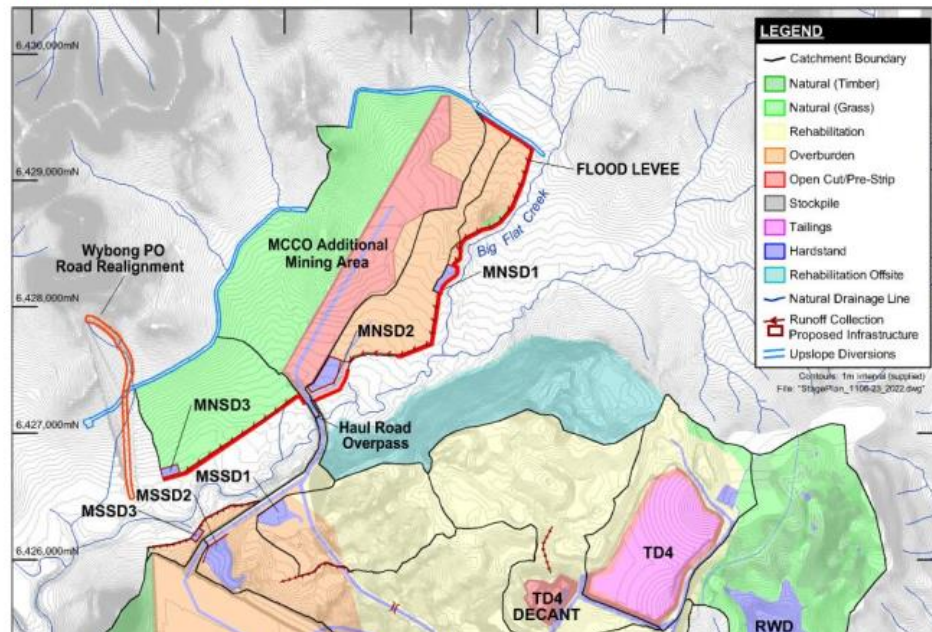 6,430,000mN
LEGEND
Catchment Boundary
Natural (Timber)
Natural (Grass)
Rehabilitation
Overburden
Open Cut/Pre-Strip
Stockpile
Tailings
Hardstand
Rehabilitation Offsite
Natural Drainage Line
Runoff Collection
Proposed Infrastructure
Upslope Diversions
Contours: 1m Interval (supplied)
File: "StagePlan_1106-23_2022.dwg"
6,429,000mN
FLOOD LEVEE
Big Flat Creek
MCCO Additional
Mining Area
Wybong PO
Road Realignment
MNSD1
6,428,000mN
MNSD2
MNSD3
Haul Road
Overpass
6,427,000mN
MSSD1
MSSD2
MSSD3
6,426,000mN
TD4
TD4
DECANT
RWD